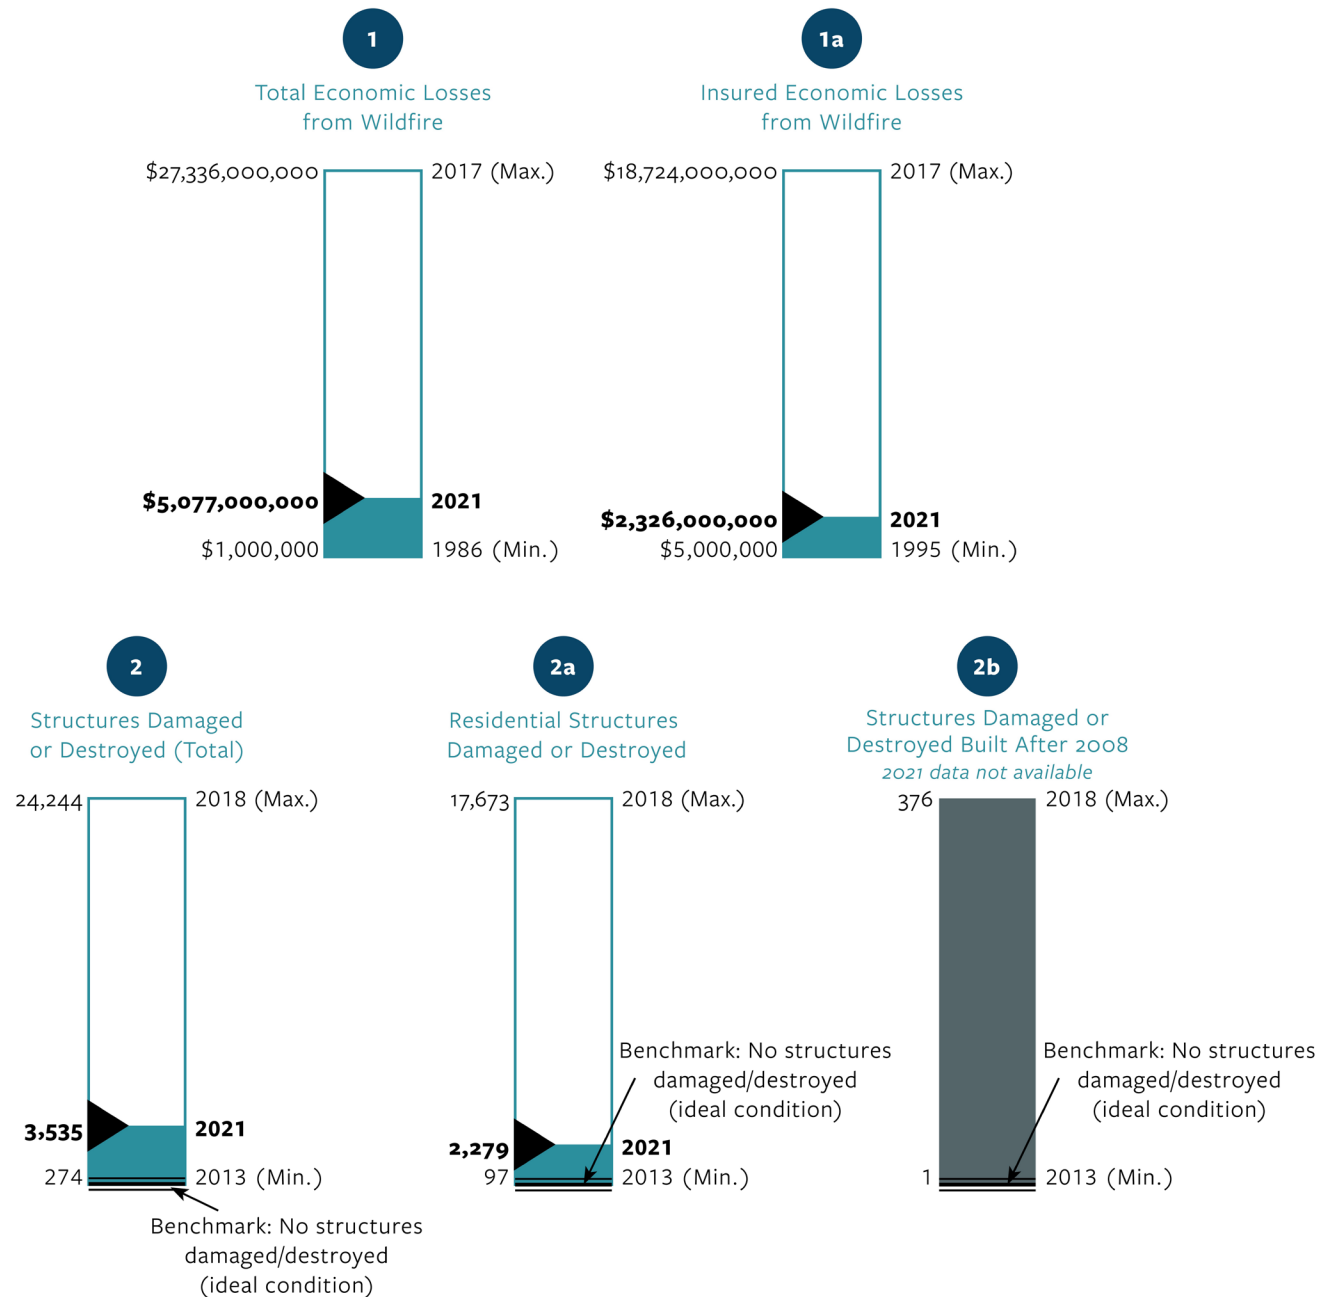 1
Total Economic Losses
from Wildfire
$27,336,000,000
2017 (Max.)
$5,077,000,000
2021
$1,000,000
1986 (Min.)
1a
Insured Economic Losses
from Wildfire
$18,724,000,000
2017 (Max.)
$2,326,000,000
2021
$5,000,000
1995 (Min.)
2
Structures Damaged
or Destroyed (Total)
24,244
2018 (Max.)
3,535
2021
274
2013 (Min.)
Benchmark: No structures
damaged/destroyed
(ideal condition)
2a
Residential Structures
Damaged or Destroyed
17,673
2018 (Max.)
Benchmark: No structures
damaged/destroyed
(ideal condition)
2,279
2021
97
2013 (Min.)
2b
Structures Damaged or
Destroyed Built After 2008
2021 data not available
376
2018 (Max.)
Benchmark: No structures
damaged/destroyed
(ideal condition)
1
2013 (Min.)